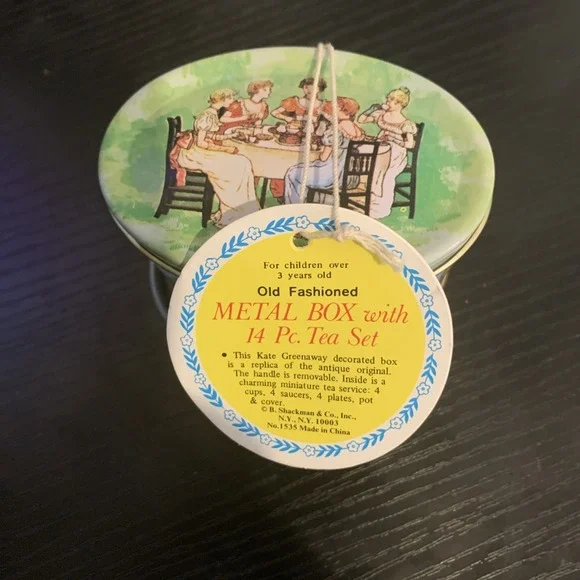 For children over
3 years old
Old Fashioned
METAL BOX with
14 Pc. Tea Set
• This Kate Greenaway decorated box
is a replica of the antique original.
The handle is removable. Inside is a
charming miniature tea service: 4
cups, 4 saucers, 4 plates, pot
& cover.
© B. Shackman & Co., Inc.,
N.Y., N.Y. 10003
No.1535 Made in China